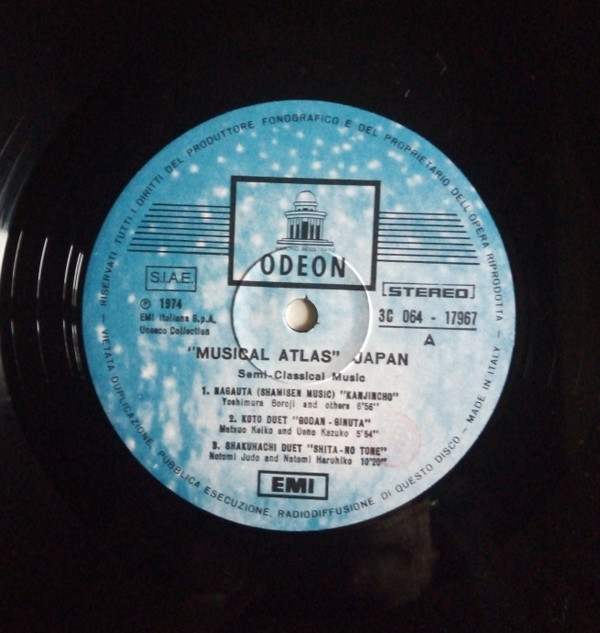 RISERVATI TUTTI I DIRITTI DEL PRODUTTORE FONOGRAFICO E DEL PROPRIETARIO DELL'OPERA RIPRODOTTA — VIETATA DUPLICAZIONE, PUBBLICA ESECUZIONE, RADIODIFFUSIONE DI QUESTO DISCO — MADE IN ITALY —
ODEON
S.I.A.E.
℗ 1974
EMI Italiana S.p.A.
Unesco Collection
STEREO
3C 064 - 17967
A
"MUSICAL ATLAS" JAPAN
Semi-Classical Music
1. NAGAUTA (SHAMISEN MUSIC) "KANJINCHO"
Yoshimura Goroji and others 6'56"
2. KOTO DUET "GODAN-GINUTA"
Matsuo Keiko and Ueno Kazuko 5'54"
3. SHAKUHACHI DUET "SHITA-NO TONE"
Notomi Judo and Notomi Haruhiko 10'20"
EMI